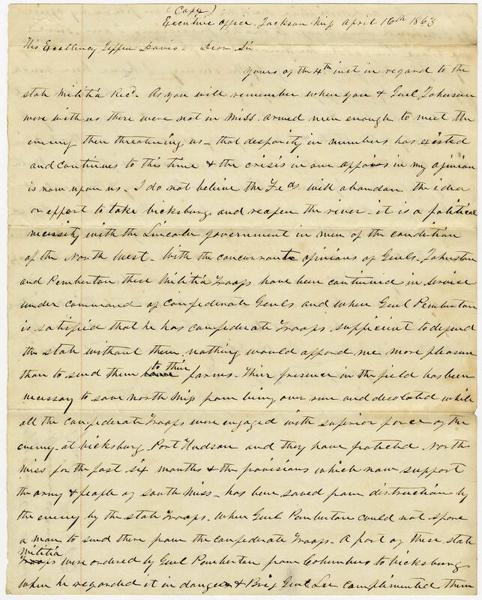 (Copy)
Executive Office, Jackson Miss April 16th 1863
His Excellency Jeffn Davis Dear Sir
Yours of the 4th inst in regard to the
state Militia Recd. As you will remember when you & Genl Johnson
were with us there were not in Miss. armed men enough to meet the
enemy then threatening us - that desparity in numbers has existed
and continues to this time & the crisis in our affairs in my opinion
is now upon us. I do not believe the Feds will abandon the idea
or effort to take vicksburg and reopen the river - it is a political
necessity with the Lincoln government in view of the condition
of the North West. With the concurrent opinions of Genls. Johnston
and Pemberton these Militia Troops have been continued in service
under command of Confederate Genls and when Genl Pemberton
is satisfied that he has confederate Troops sufficient to defend
the state without them, nothing would afford me more pleasure
than to send them to their farms. Their presence in the field has been
necessary to save north Miss from being over run and desolated while
all the confederate Troops were engaged with superior force of the
enemy at vicksburg, Port Hudson and they have protected North
Miss for the past six months & the provisions which now support
the army & people of South Miss - has been saved from distruction by
the enemy by the state Troops. When Genl Pemberton could not spare
a man to send there from the Confederate Troops. A part of these state
militia
were ordered by Genl Pemberton from Columbus to vicksburg
when he regarded it in danger & Brig Genl Lee complimented them